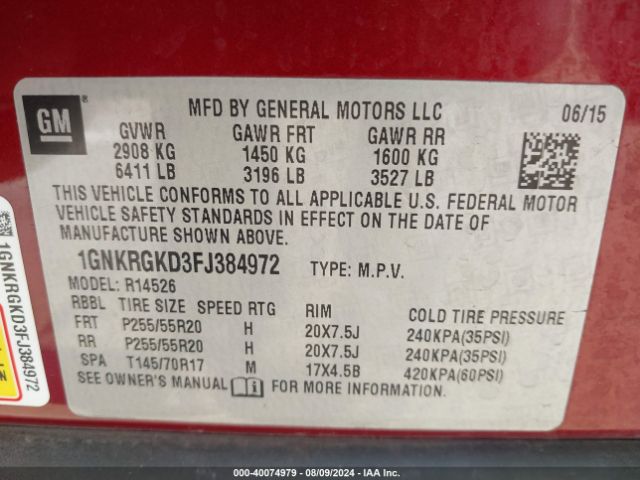 GM®
MFD BY GENERAL MOTORS LLC 06/15
GVWR GAWR FRT GAWR RR
2908 KG 1450 KG 1600 KG
6411 LB 3196 LB 3527 LB
THIS VEHICLE CONFORMS TO ALL APPLICABLE U.S. FEDERAL MOTOR
VEHICLE SAFETY STANDARDS IN EFFECT ON THE DATE OF
MANUFACTURE SHOWN ABOVE.
1GNKRGKD3FJ384972 TYPE: M.P.V.
MODEL: R14526
RBBL TIRE SIZE SPEED RTG RIM COLD TIRE PRESSURE
FRT P255/55R20 H 20X7.5J 240KPA(35PSI)
RR P255/55R20 H 20X7.5J 240KPA(35PSI)
SPA T145/70R17 M 17X4.5B 420KPA(60PSI)
SEE OWNER'S MANUAL FOR MORE INFORMATION.
1GNKRGKD3FJ384972
000-40074979 - 08/09/2024 - IAA Inc.